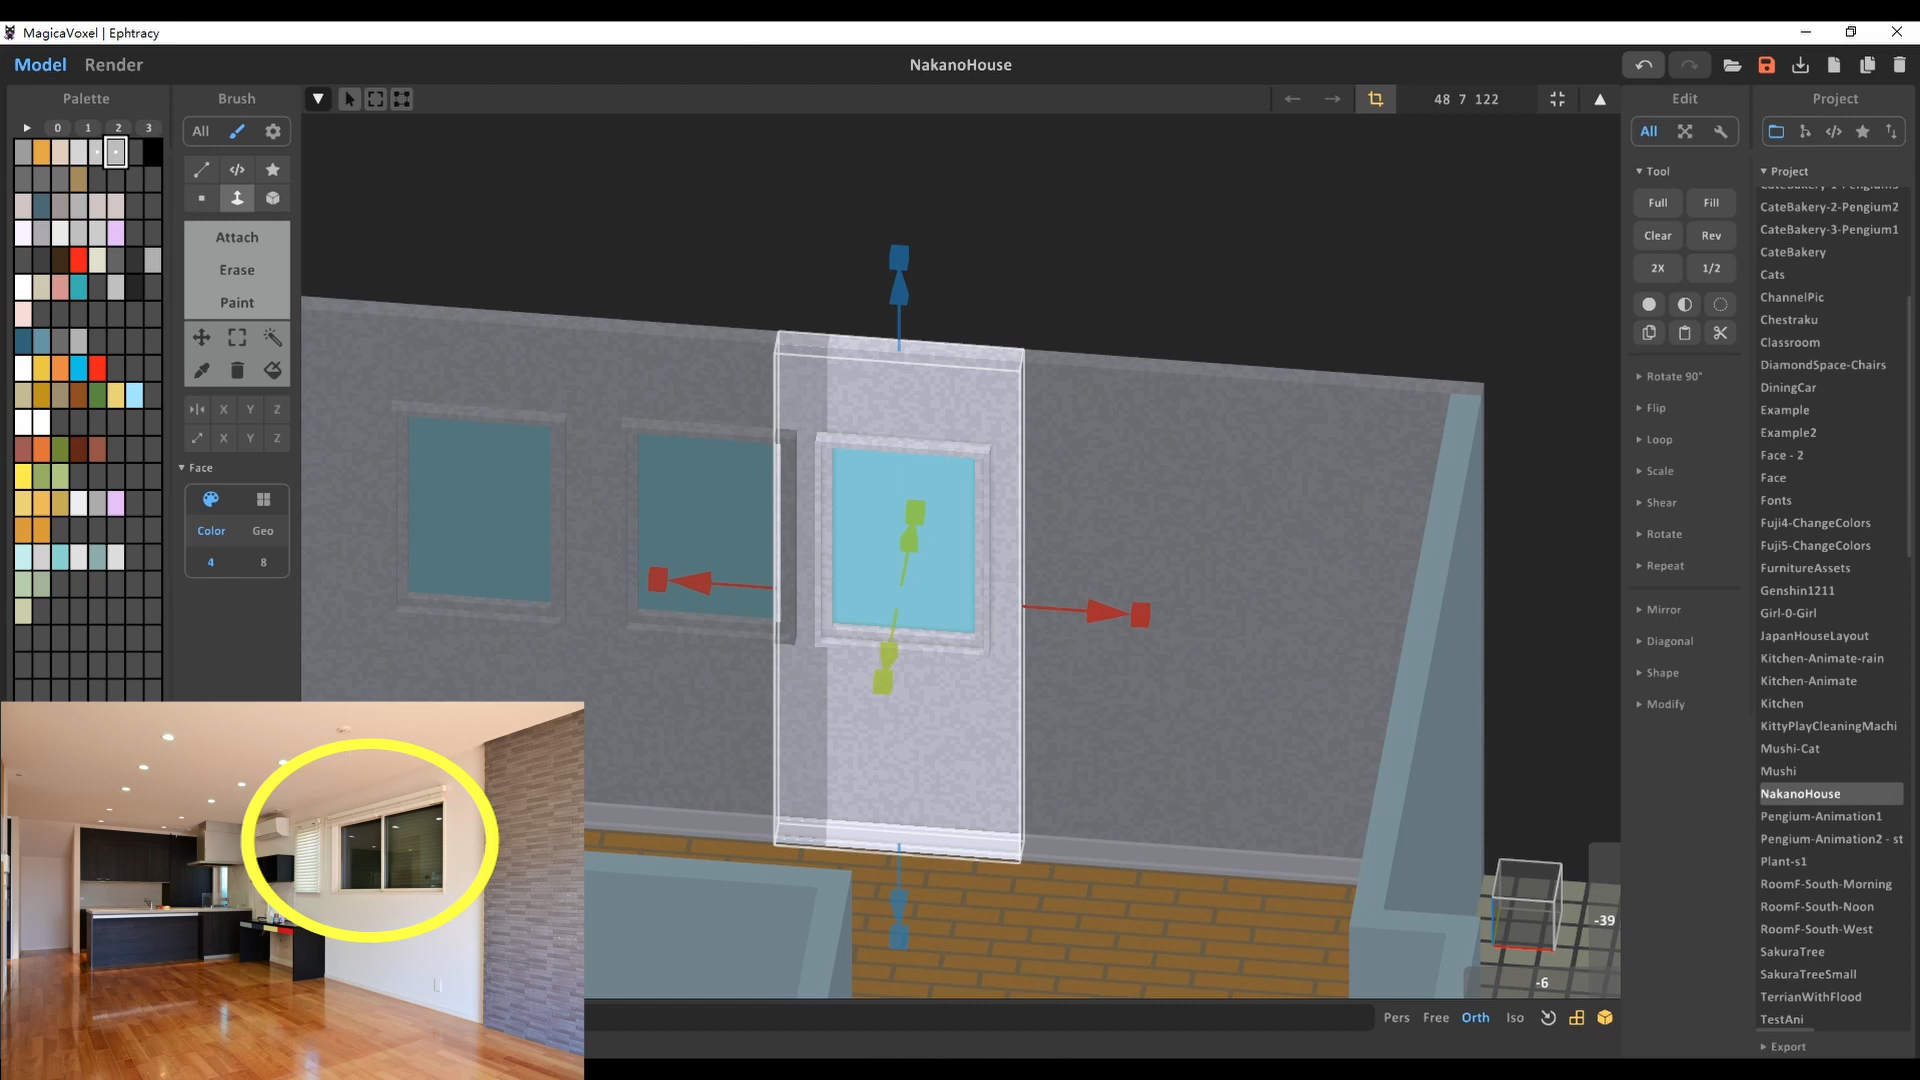 MagicaVoxel | Ephtracy
Model Render
NakanoHouse
Palette
0 1 2 3
Brush
All
Attach
Erase
Paint
X Y Z
X Y Z
Face
Color Geo
4 8
48 7 122
Edit
All
Tool
Full Fill
Clear Rev
2X 1/2
Rotate 90°
Flip
Loop
Scale
Shear
Rotate
Repeat
Mirror
Diagonal
Shape
Modify
Project
Project
CateBakery-2-Pengium2
CateBakery-3-Pengium1
CateBakery
Cats
ChannelPic
Chestraku
Classroom
DiamondSpace-Chairs
DiningCar
Example
Example2
Face - 2
Face
Fonts
Fuji4-ChangeColors
Fuji5-ChangeColors
FurnitureAssets
Genshin1211
Girl-0-Girl
JapanHouseLayout
Kitchen-Animate-rain
Kitchen-Animate
Kitchen
KittyPlayCleaningMachi
Mushi-Cat
Mushi
NakanoHouse
Pengium-Animation1
Pengium-Animation2 - st
Plant-s1
RoomF-South-Morning
RoomF-South-Noon
RoomF-South-West
SakuraTree
SakuraTreeSmall
TerrianWithFlood
TestAni
Export
-39
-6
Pers Free Orth Iso